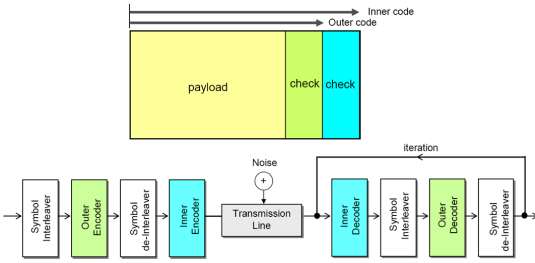 Inner code
Outer code
payload
check
check
iteration
Noise
+
Symbol
Interleaver
Outer
Encoder
Symbol
de-Interleaver
Inner
Encoder
Transmission
Line
Inner
Decoder
Symbol
Interleaver
Outer
Decoder
Symbol
de-Interleaver